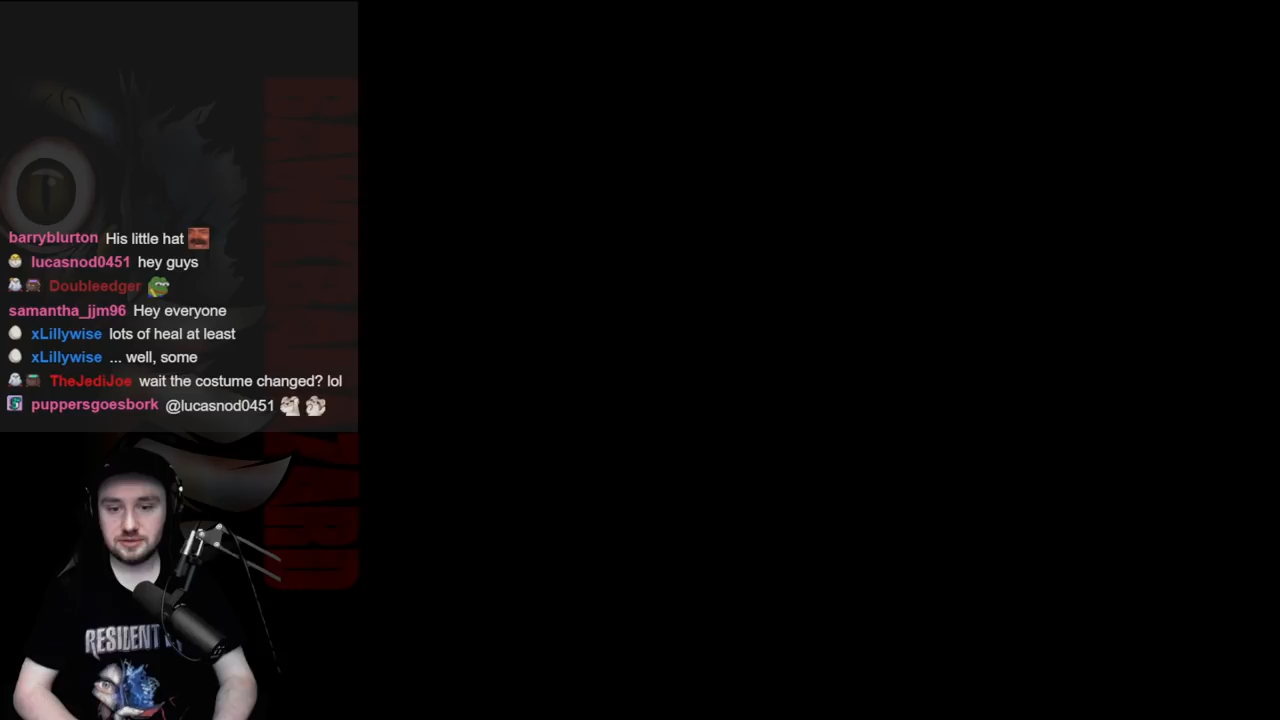 barryblurton His little hat
lucasnod0451 hey guys
Doubleedger
samantha_jjm96 Hey everyone
xLillywise lots of heal at least
xLillywise ... well, some
TheJediJoe wait the costume changed? lol
puppersgoesbork @lucasnod0451
ZARD
RESIDENT